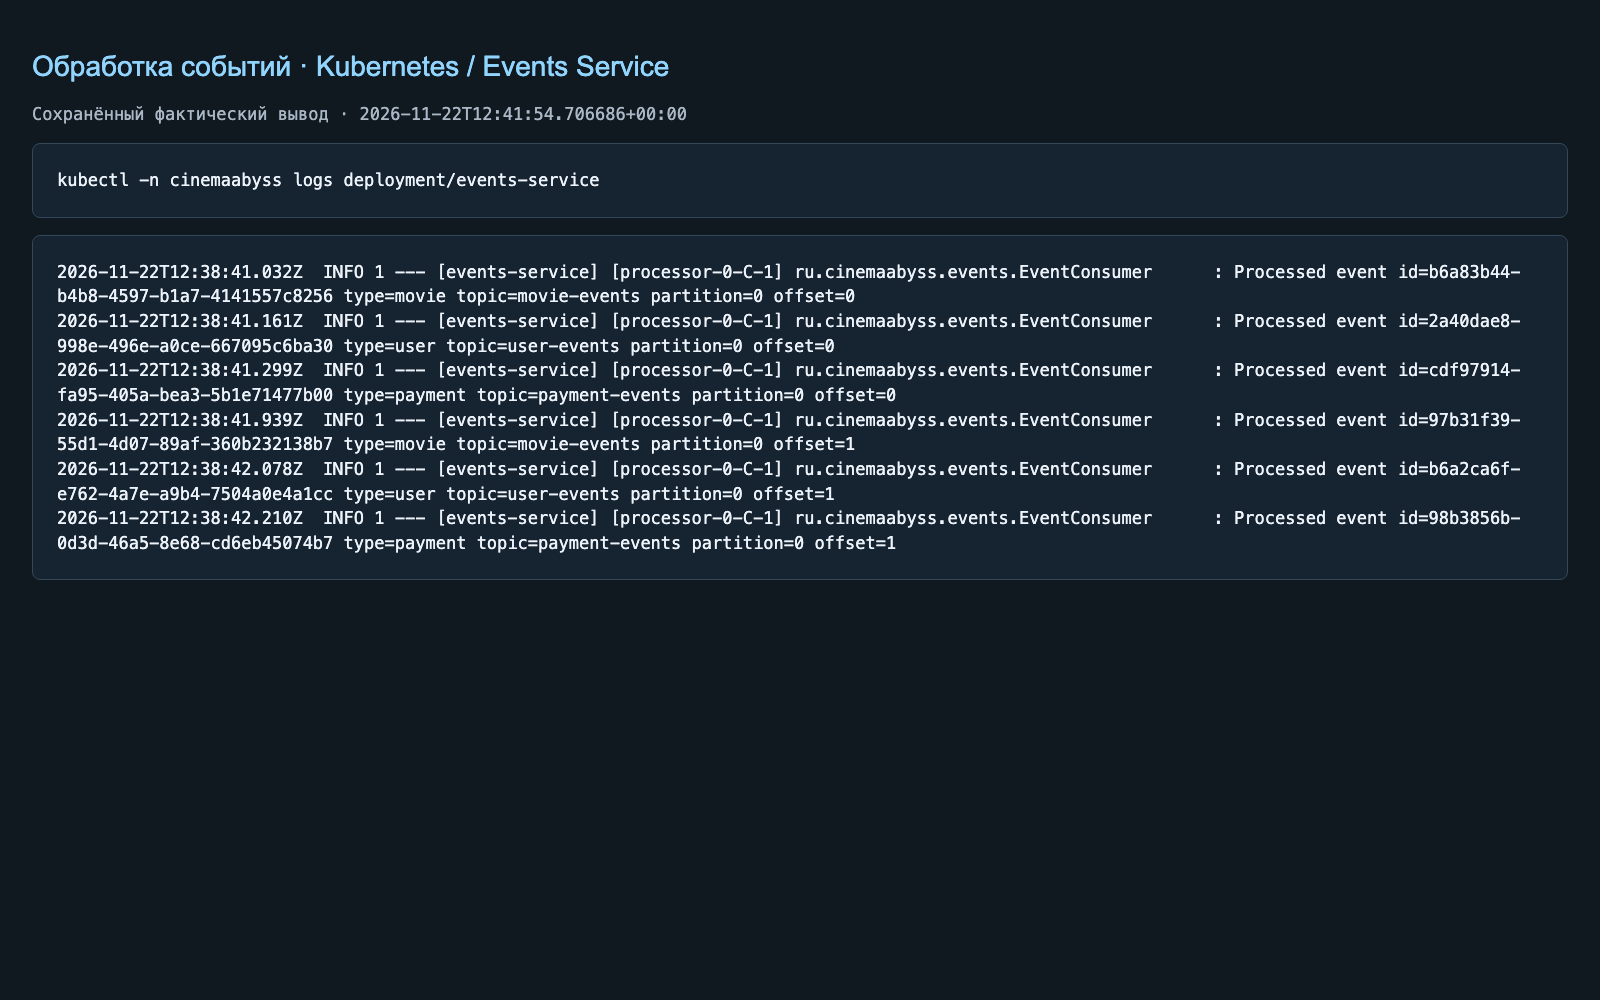 Обработка событий · Kubernetes / Events Service
Сохранённый фактический вывод · 2026-11-22T12:41:54.706686+00:00
kubectl -n cinemaabyss logs deployment/events-service
2026-11-22T12:38:41.032Z  INFO 1 --- [events-service] [processor-0-C-1] ru.cinemaabyss.events.EventConsumer      : Processed event id=b6a83b44-
b4b8-4597-b1a7-4141557c8256 type=movie topic=movie-events partition=0 offset=0
2026-11-22T12:38:41.161Z  INFO 1 --- [events-service] [processor-0-C-1] ru.cinemaabyss.events.EventConsumer      : Processed event id=2a40dae8-
998e-496e-a0ce-667095c6ba30 type=user topic=user-events partition=0 offset=0
2026-11-22T12:38:41.299Z  INFO 1 --- [events-service] [processor-0-C-1] ru.cinemaabyss.events.EventConsumer      : Processed event id=cdf97914-
fa95-405a-bea3-5b1e71477b00 type=payment topic=payment-events partition=0 offset=0
2026-11-22T12:38:41.939Z  INFO 1 --- [events-service] [processor-0-C-1] ru.cinemaabyss.events.EventConsumer      : Processed event id=97b31f39-
55d1-4d07-89af-360b232138b7 type=movie topic=movie-events partition=0 offset=1
2026-11-22T12:38:42.078Z  INFO 1 --- [events-service] [processor-0-C-1] ru.cinemaabyss.events.EventConsumer      : Processed event id=b6a2ca6f-
e762-4a7e-a9b4-7504a0e4a1cc type=user topic=user-events partition=0 offset=1
2026-11-22T12:38:42.210Z  INFO 1 --- [events-service] [processor-0-C-1] ru.cinemaabyss.events.EventConsumer      : Processed event id=98b3856b-
0d3d-46a5-8e68-cd6eb45074b7 type=payment topic=payment-events partition=0 offset=1